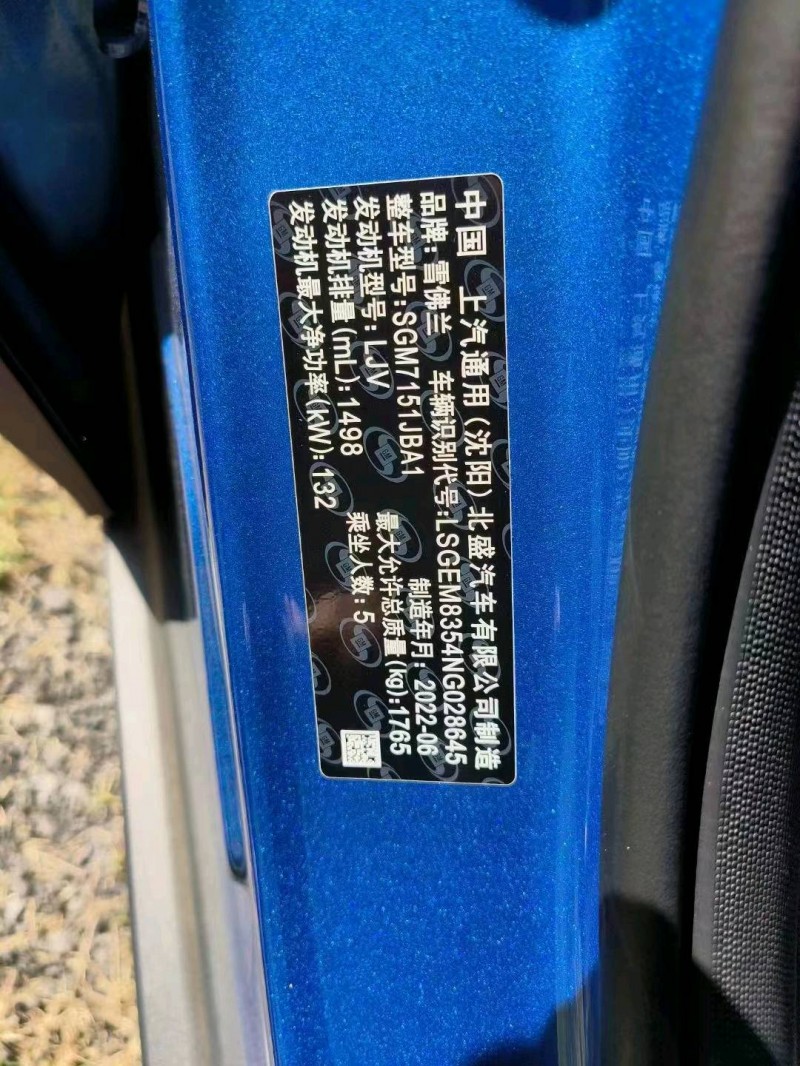 中国 上汽通用(沈阳)北盛汽车有限公司制造
品牌:雪佛兰 车辆识别代号:LSGEM8354NG028645
整车型号:SGM7151JBA1 制造年月:2022-06
发动机型号:LJV 最大允许总质量(kg):1765
发动机排量(mL):1498 乘坐人数:5
发动机最大净功率(kW):132